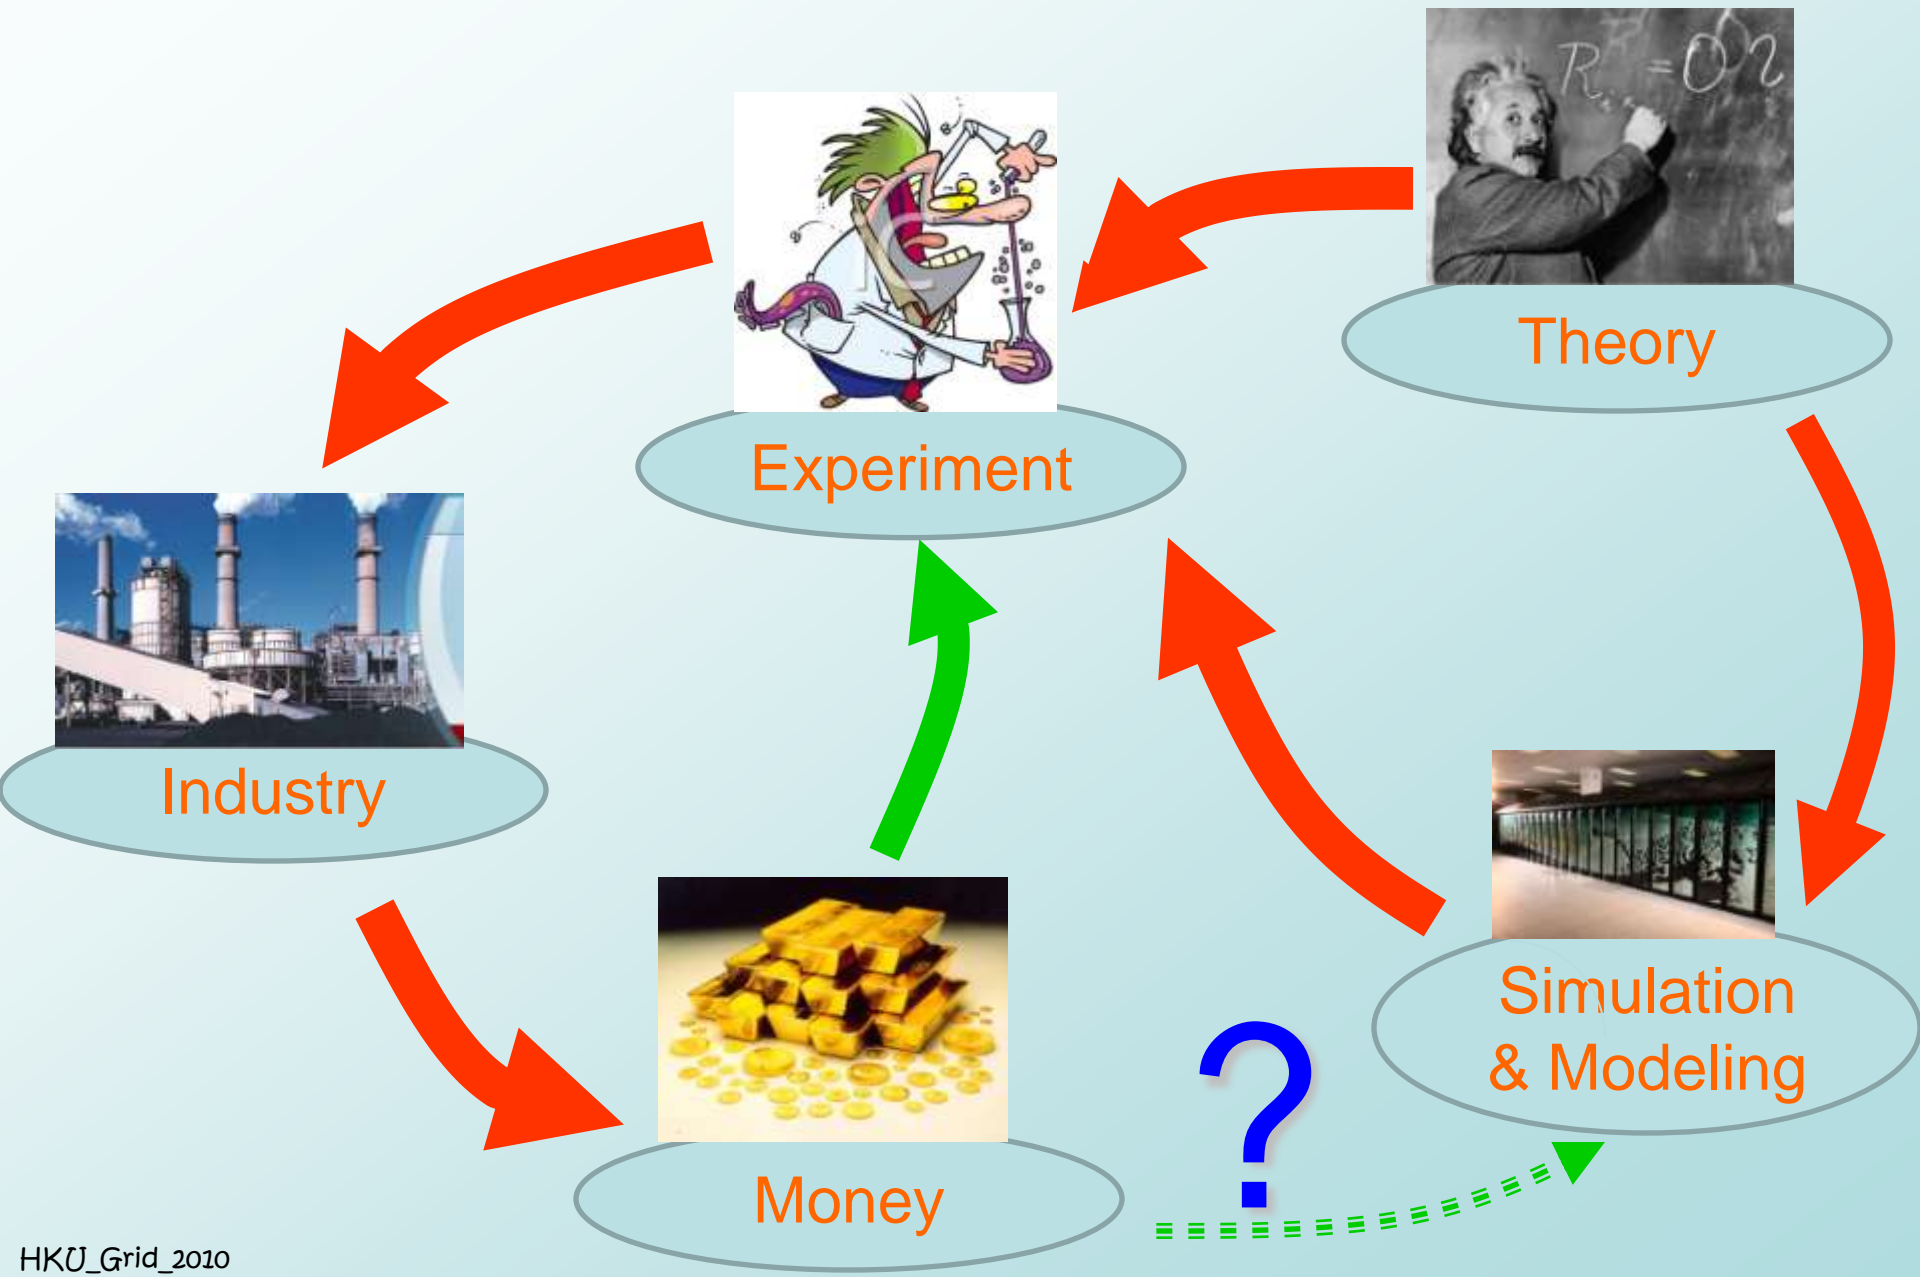 Theory
Experiment
Industry
Simulation
& Modeling
?
Money
HKU_Grid_2010